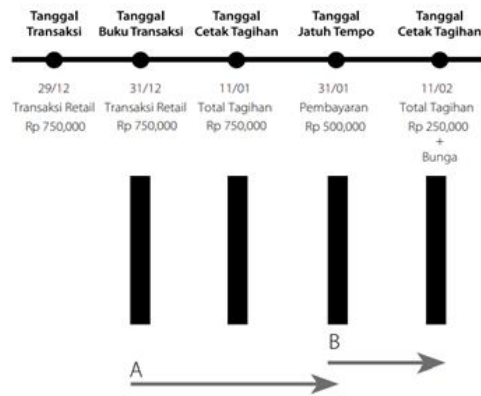 Tanggal
Transaksi
Tanggal
Buku Transaksi
Tanggal
Cetak Tagihan
Tanggal
Jatuh Tempo
Tanggal
Cetak Tagihan
29/12
Transaksi Retail
Rp 750,000
31/12
Transaksi Retail
Rp 750,000
11/01
Total Tagihan
Rp 750,000
31/01
Pembayaran
Rp 500,000
11/02
Total Tagihan
Rp 250,000
+
Bunga
B
A